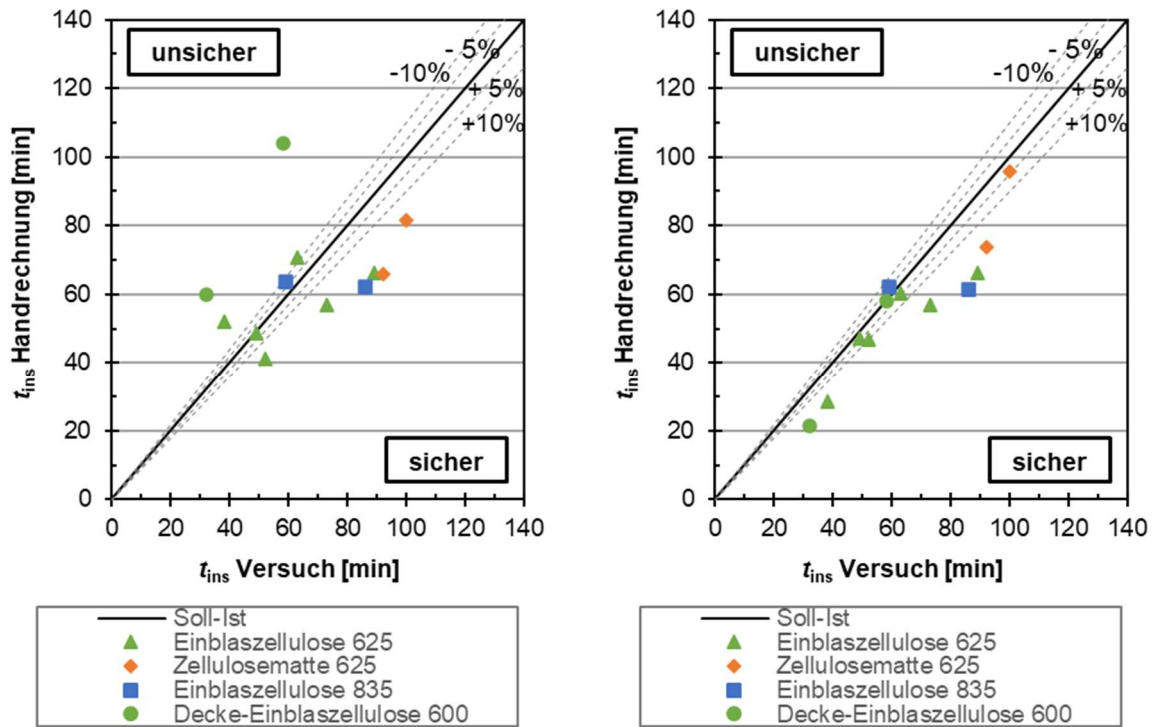 140
120
100
80
60
40
20
0
unsicher
- 5%
-10%
+ 5%
+10%
sicher
0 20 40 60 80 100 120 140
t_ins Handrechnung [min]
t_ins Versuch [min]
Soll-Ist
Einblaszellulose 625
Zellulosematte 625
Einblaszellulose 835
Decke-Einblaszellulose 600
140
120
100
80
60
40
20
0
unsicher
- 5%
-10%
+ 5%
+10%
sicher
0 20 40 60 80 100 120 140
t_ins Handrechnung [min]
t_ins Versuch [min]
Soll-Ist
Einblaszellulose 625
Zellulosematte 625
Einblaszellulose 835
Decke-Einblaszellulose 600